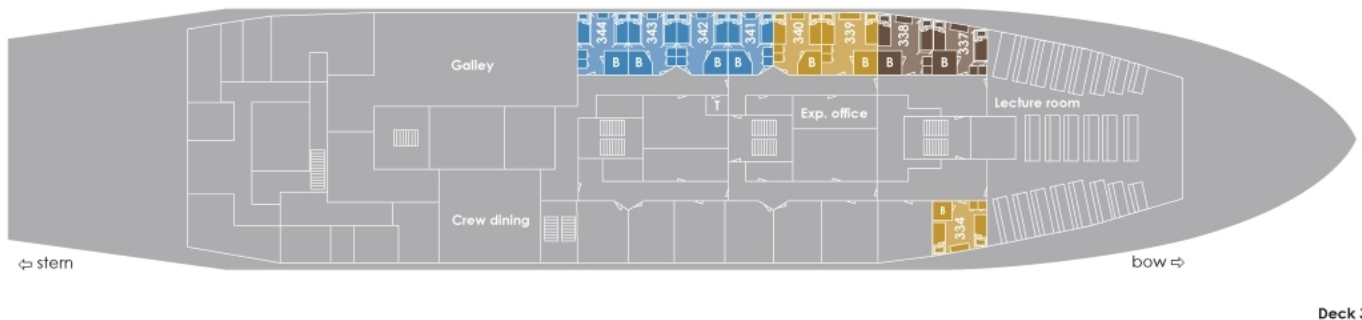 344 343 342 341 340 339 338 337
B B B B B B B B
Galley
T
Exp. office
Lecture room
Crew dining
B
334
⇦ stern
bow ⇨
Deck 3